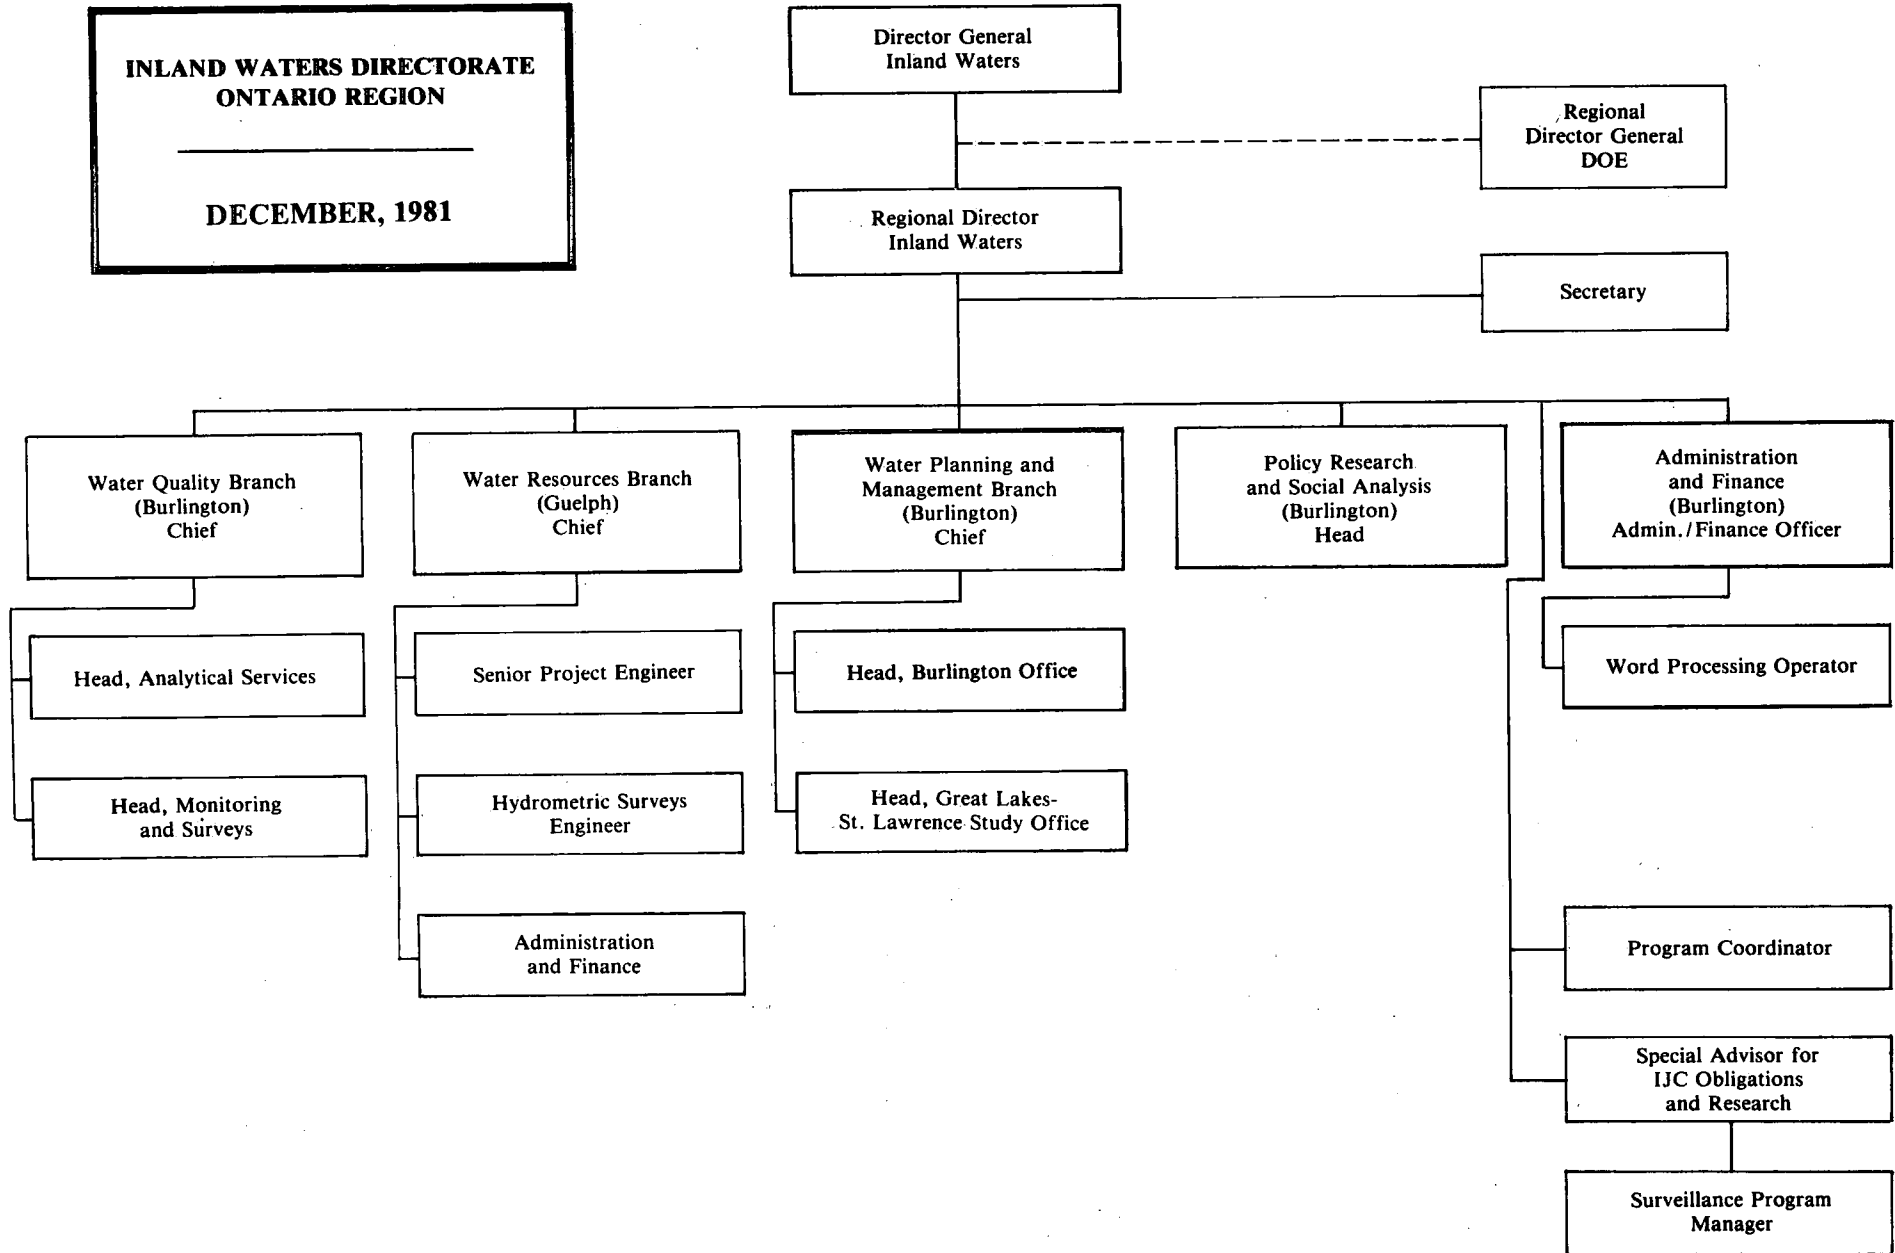 INLAND WATERS DIRECTORATE
ONTARIO REGION
DECEMBER, 1981
Director General
Inland Waters
Regional
Director General
DOE
Regional Director
Inland Waters
Secretary
Water Quality Branch
(Burlington)
Chief
Water Resources Branch
(Guelph)
Chief
Water Planning and
Management Branch
(Burlington)
Chief
Policy Research
and Social Analysis
(Burlington)
Head
Administration
and Finance
(Burlington)
Admin./Finance Officer
Head, Analytical Services
Senior Project Engineer
Head, Burlington Office
Word Processing Operator
Head, Monitoring
and Surveys
Hydrometric Surveys
Engineer
Head, Great Lakes-
St. Lawrence Study Office
Administration
and Finance
Program Coordinator
Special Advisor for
IJC Obligations
and Research
Surveillance Program
Manager